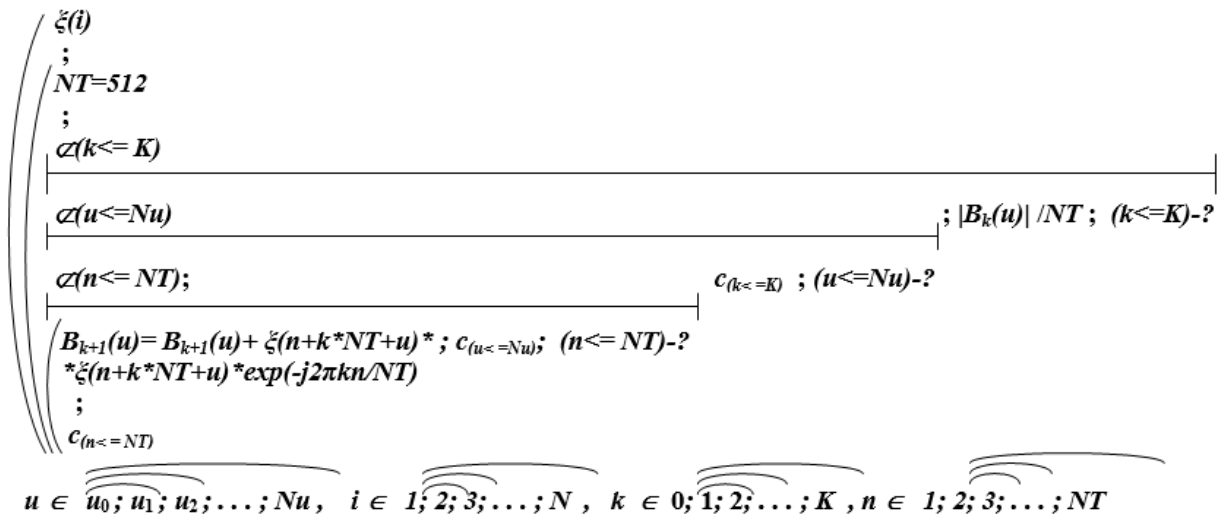 ξ(i)
;
NT=512
;
⊄(k<= K)
⊄(u<=Nu) ; |Bₖ(u)| /NT ; (k<=K)-?
⊄(n<= NT); c(k<=K) ; (u<=Nu)-?
Bₖ₊₁(u)= Bₖ₊₁(u)+ ξ(n+k*NT+u)* ; c(u<=Nu); (n<= NT)-?
*ξ(n+k*NT+u)*exp(-j2πkn/NT)
;
c(n<= NT)
u ∈ u₀; u₁; u₂;...; Nu, i ∈ 1; 2; 3;...; N , k ∈ 0; 1; 2;...; K , n ∈ 1; 2; 3;...; NT